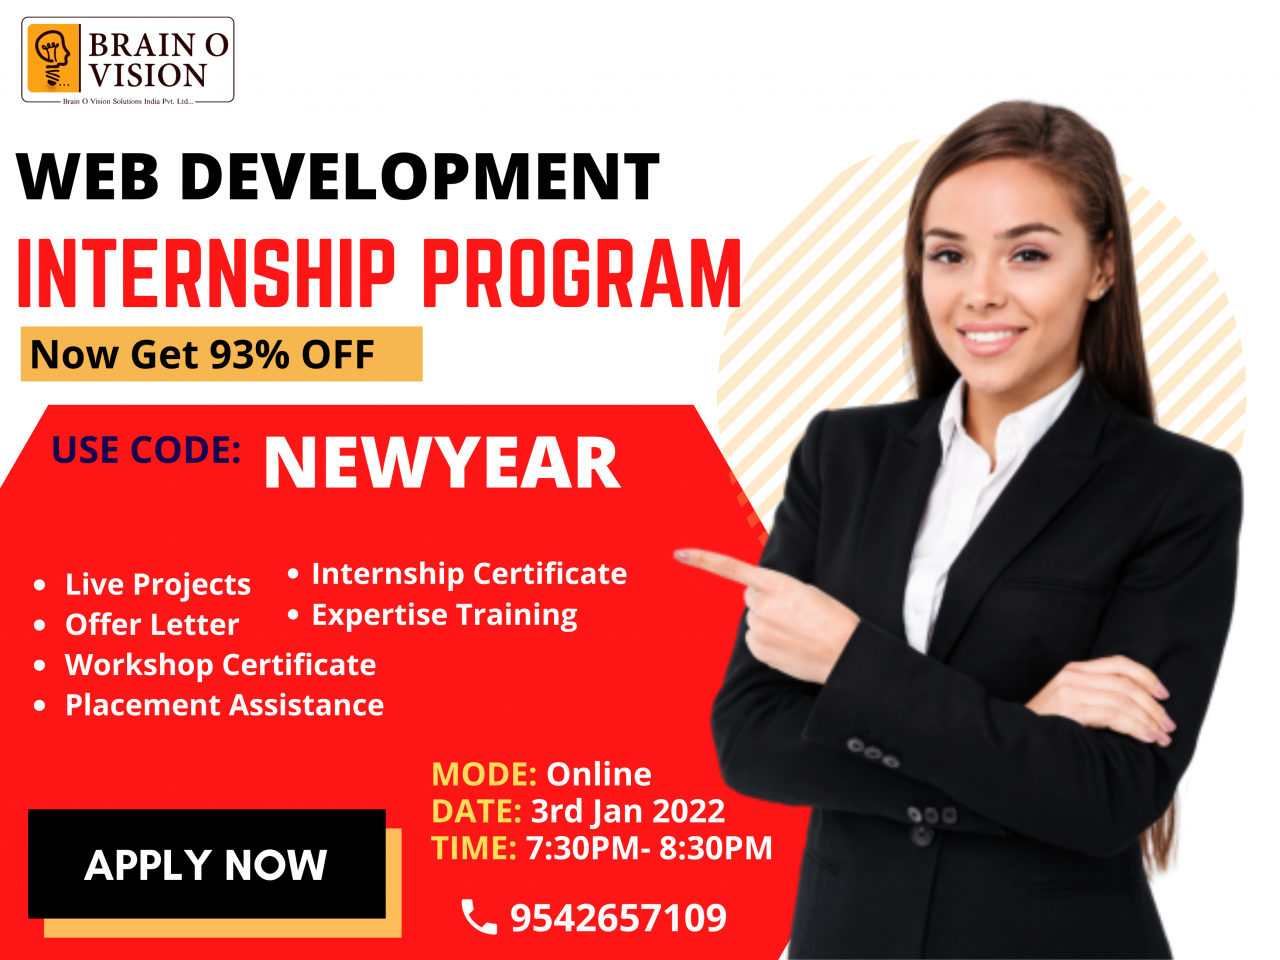 BRAIN O
VISION
Brain O Vision Solutions India Pvt. Ltd...
WEB DEVELOPMENT
INTERNSHIP PROGRAM
Now Get 93% OFF
USE CODE: NEWYEAR
• Live Projects
• Offer Letter
• Workshop Certificate
• Placement Assistance
• Internship Certificate
• Expertise Training
MODE: Online
DATE: 3rd Jan 2022
TIME: 7:30PM- 8:30PM
APPLY NOW
9542657109